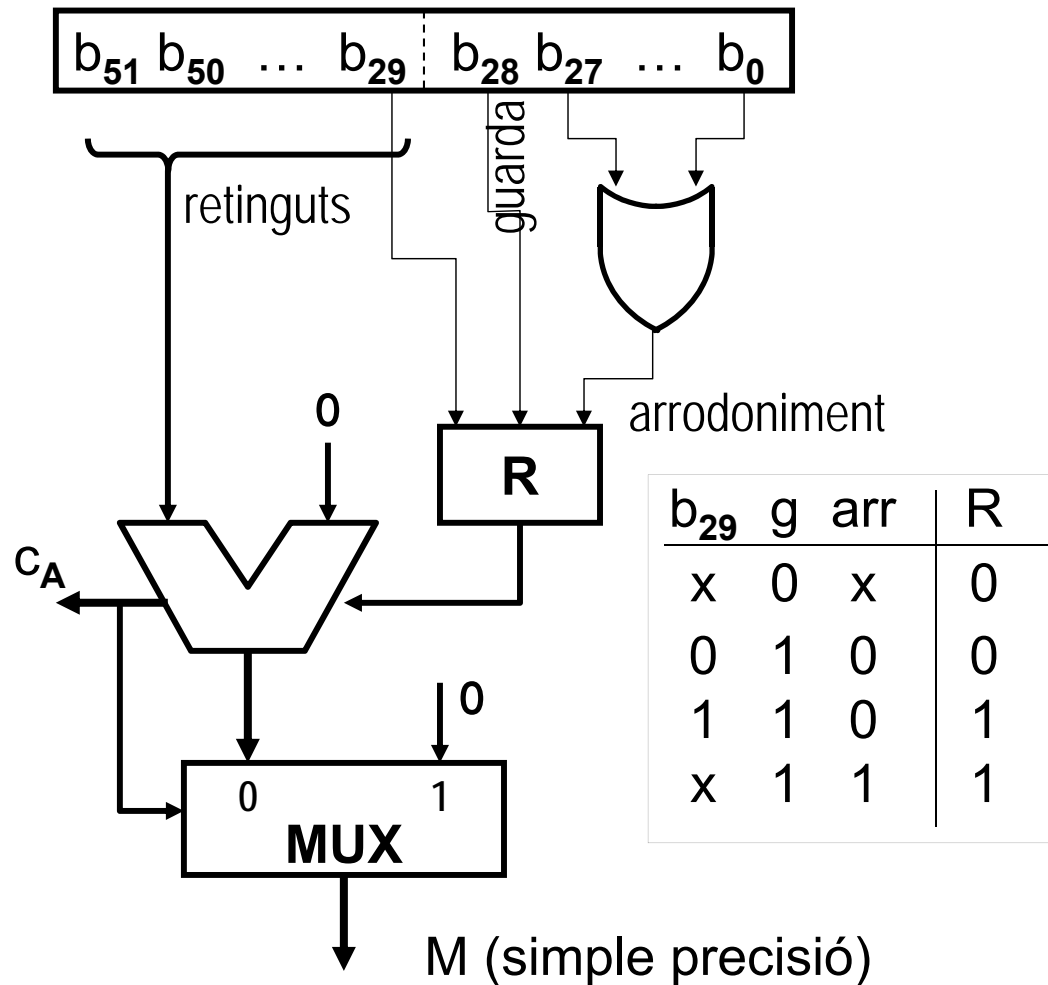 b51 b50 … b29 b28 b27 … b0
guarda
retinguts
arrodoniment
0
R
cA
b29 g arr R
x 0 x 0
0 1 0 0
1 1 0 1
x 1 1 1
0
0 1
MUX
M (simple precisió)